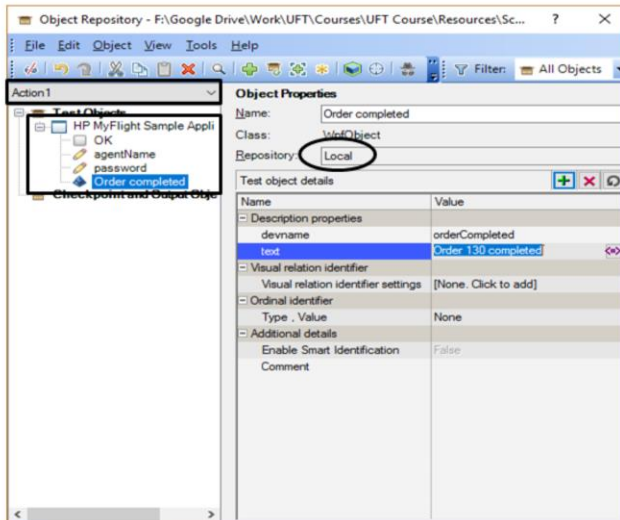 Object Repository - F:\Google Drive\Work\UFT\Courses\UFT Course\Resources\Sc...
File Edit Object View Tools Help
Filter: All Objects
Action1
Test Objects
HP MyFlight Sample Appli
OK
agentName
password
Order completed
Checkpoint and Output Obje
Object Properties
Name: Order completed
Class: WpfObject
Repository: Local
Test object details
Name Value
Description properties
devname orderCompleted
text Order 130 completed
Visual relation identifier
Visual relation identifier settings [None. Click to add]
Ordinal identifier
Type , Value None
Additional details
Enable Smart Identification False
Comment